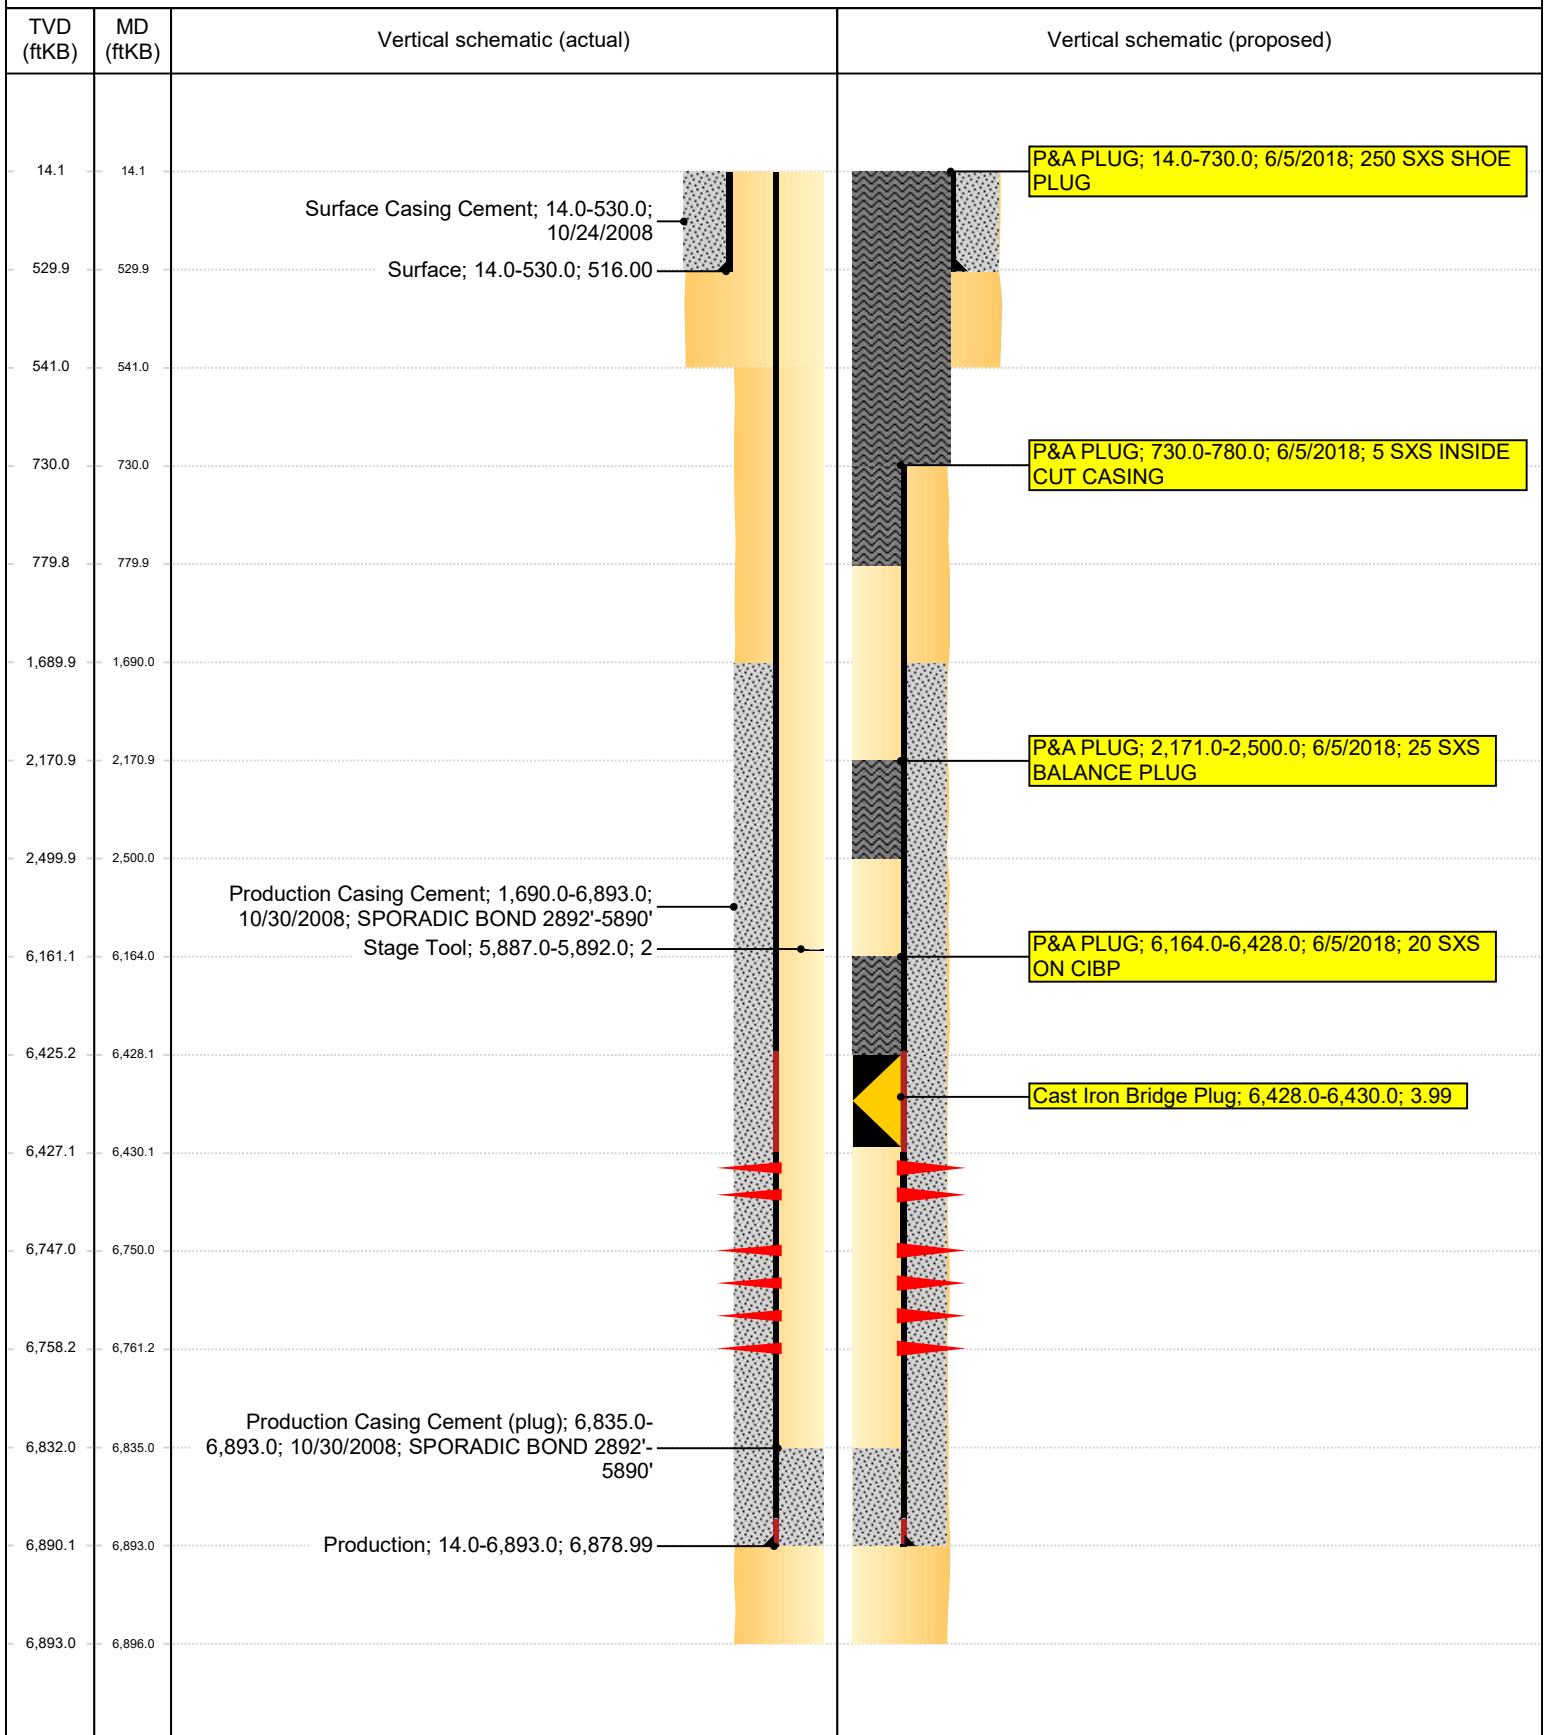 TVD
(ftKB)
MD
(ftKB)
Vertical schematic (actual)
Vertical schematic (proposed)
14.1
14.1
P&A PLUG; 14.0-730.0; 6/5/2018; 250 SXS SHOE
PLUG
Surface Casing Cement; 14.0-530.0;
10/24/2008
529.9
529.9
Surface; 14.0-530.0; 516.00
541.0
541.0
730.0
730.0
P&A PLUG; 730.0-780.0; 6/5/2018; 5 SXS INSIDE
CUT CASING
779.8
779.9
1,689.9
1,690.0
2,170.9
2,170.9
P&A PLUG; 2,171.0-2,500.0; 6/5/2018; 25 SXS
BALANCE PLUG
2,499.9
2,500.0
Production Casing Cement; 1,690.0-6,893.0;
10/30/2008; SPORADIC BOND 2892'-5890'
Stage Tool; 5,887.0-5,892.0; 2
6,161.1
6,164.0
P&A PLUG; 6,164.0-6,428.0; 6/5/2018; 20 SXS
ON CIBP
6,425.2
6,428.1
Cast Iron Bridge Plug; 6,428.0-6,430.0; 3.99
6,427.1
6,430.1
6,747.0
6,750.0
6,758.2
6,761.2
Production Casing Cement (plug); 6,835.0-
6,893.0; 10/30/2008; SPORADIC BOND 2892'-
5890'
6,832.0
6,835.0
6,890.1
6,893.0
Production; 14.0-6,893.0; 6,878.99
6,893.0
6,896.0